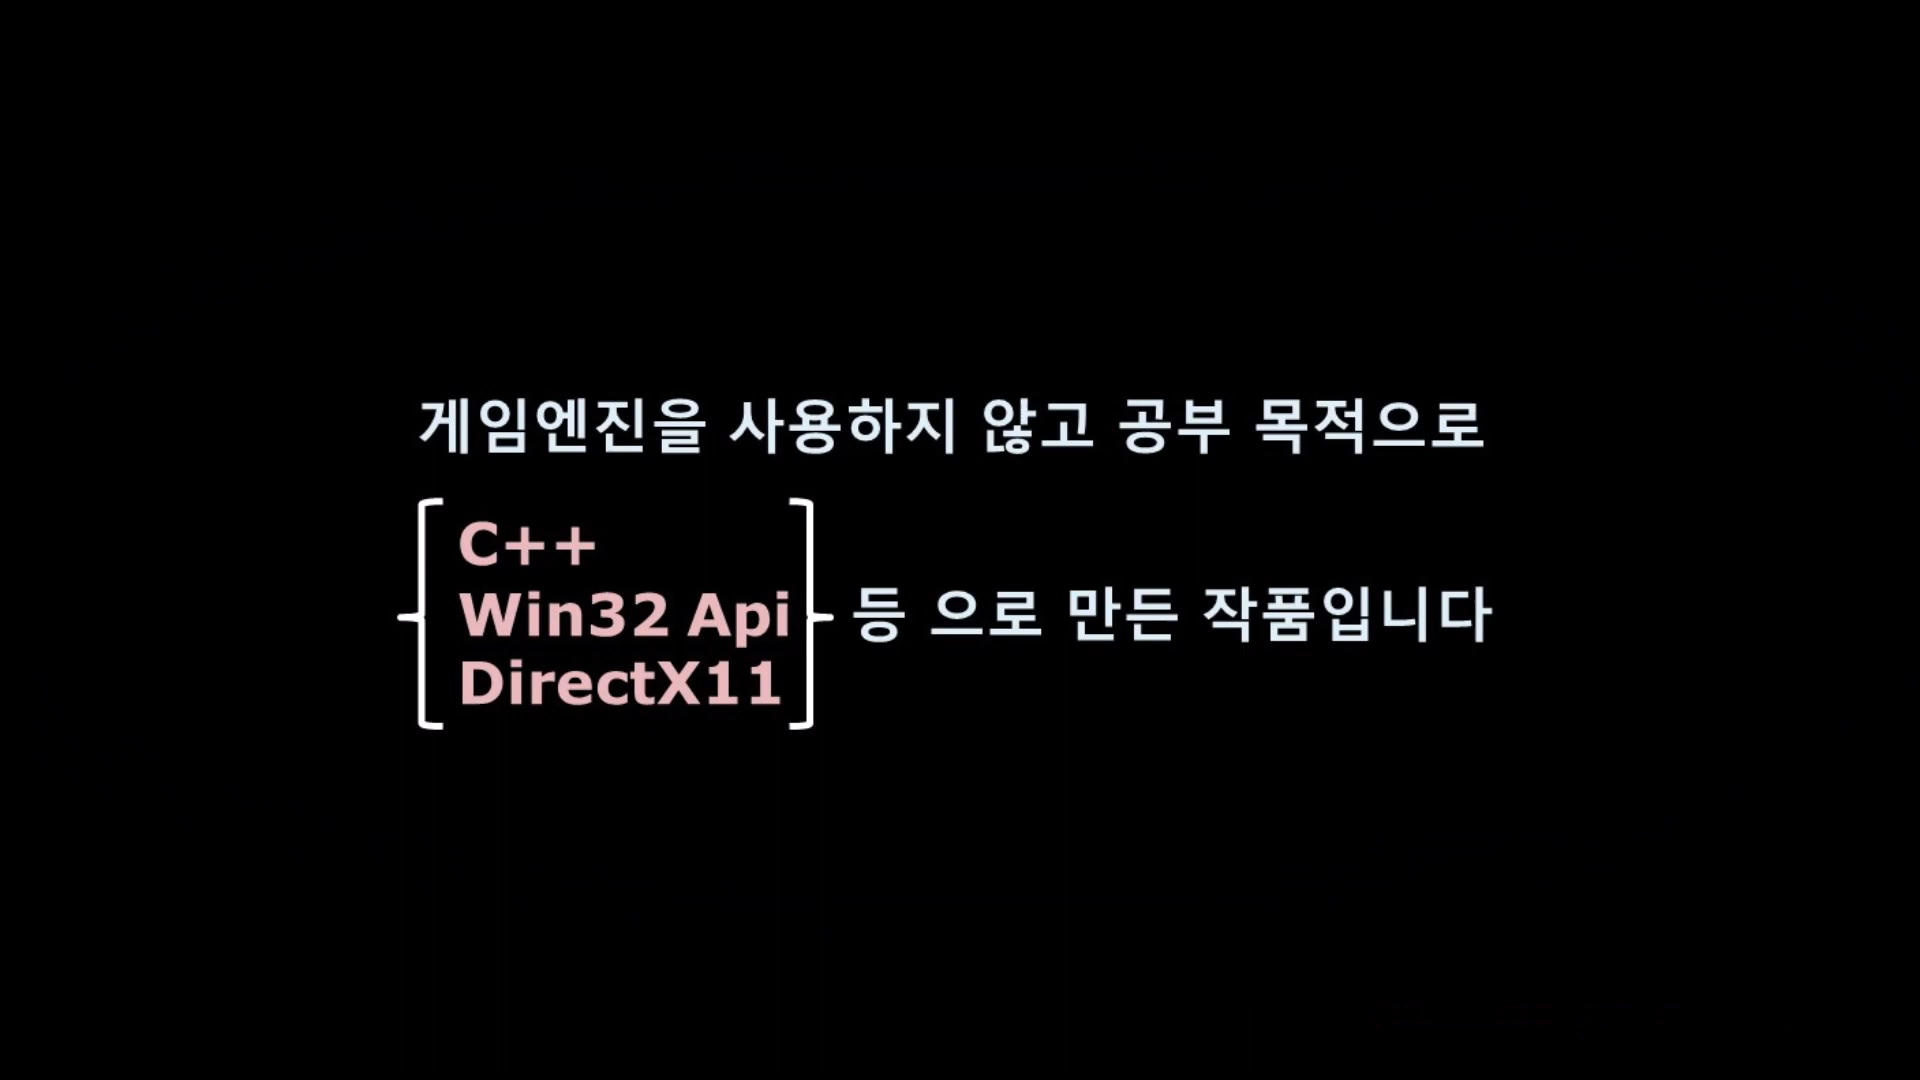 게임엔진을 사용하지 않고 공부 목적으로
C++
Win32 Api
DirectX11
등 으로 만든 작품입니다